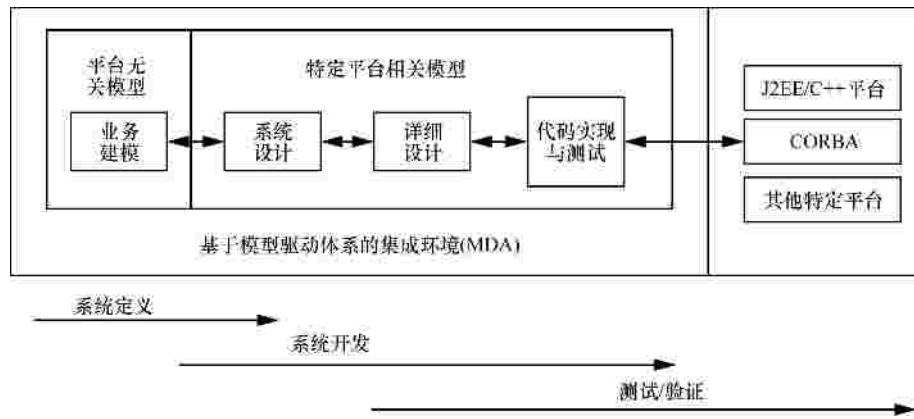 平台无
关模型
特定平台相关模型
业务
建模
系统
设计
详细
设计
代码实现
与测试
J2EE/C++平台
CORBA
其他特定平台
基于模型驱动体系的集成环境(MDA)
系统定义
系统开发
测试/验证